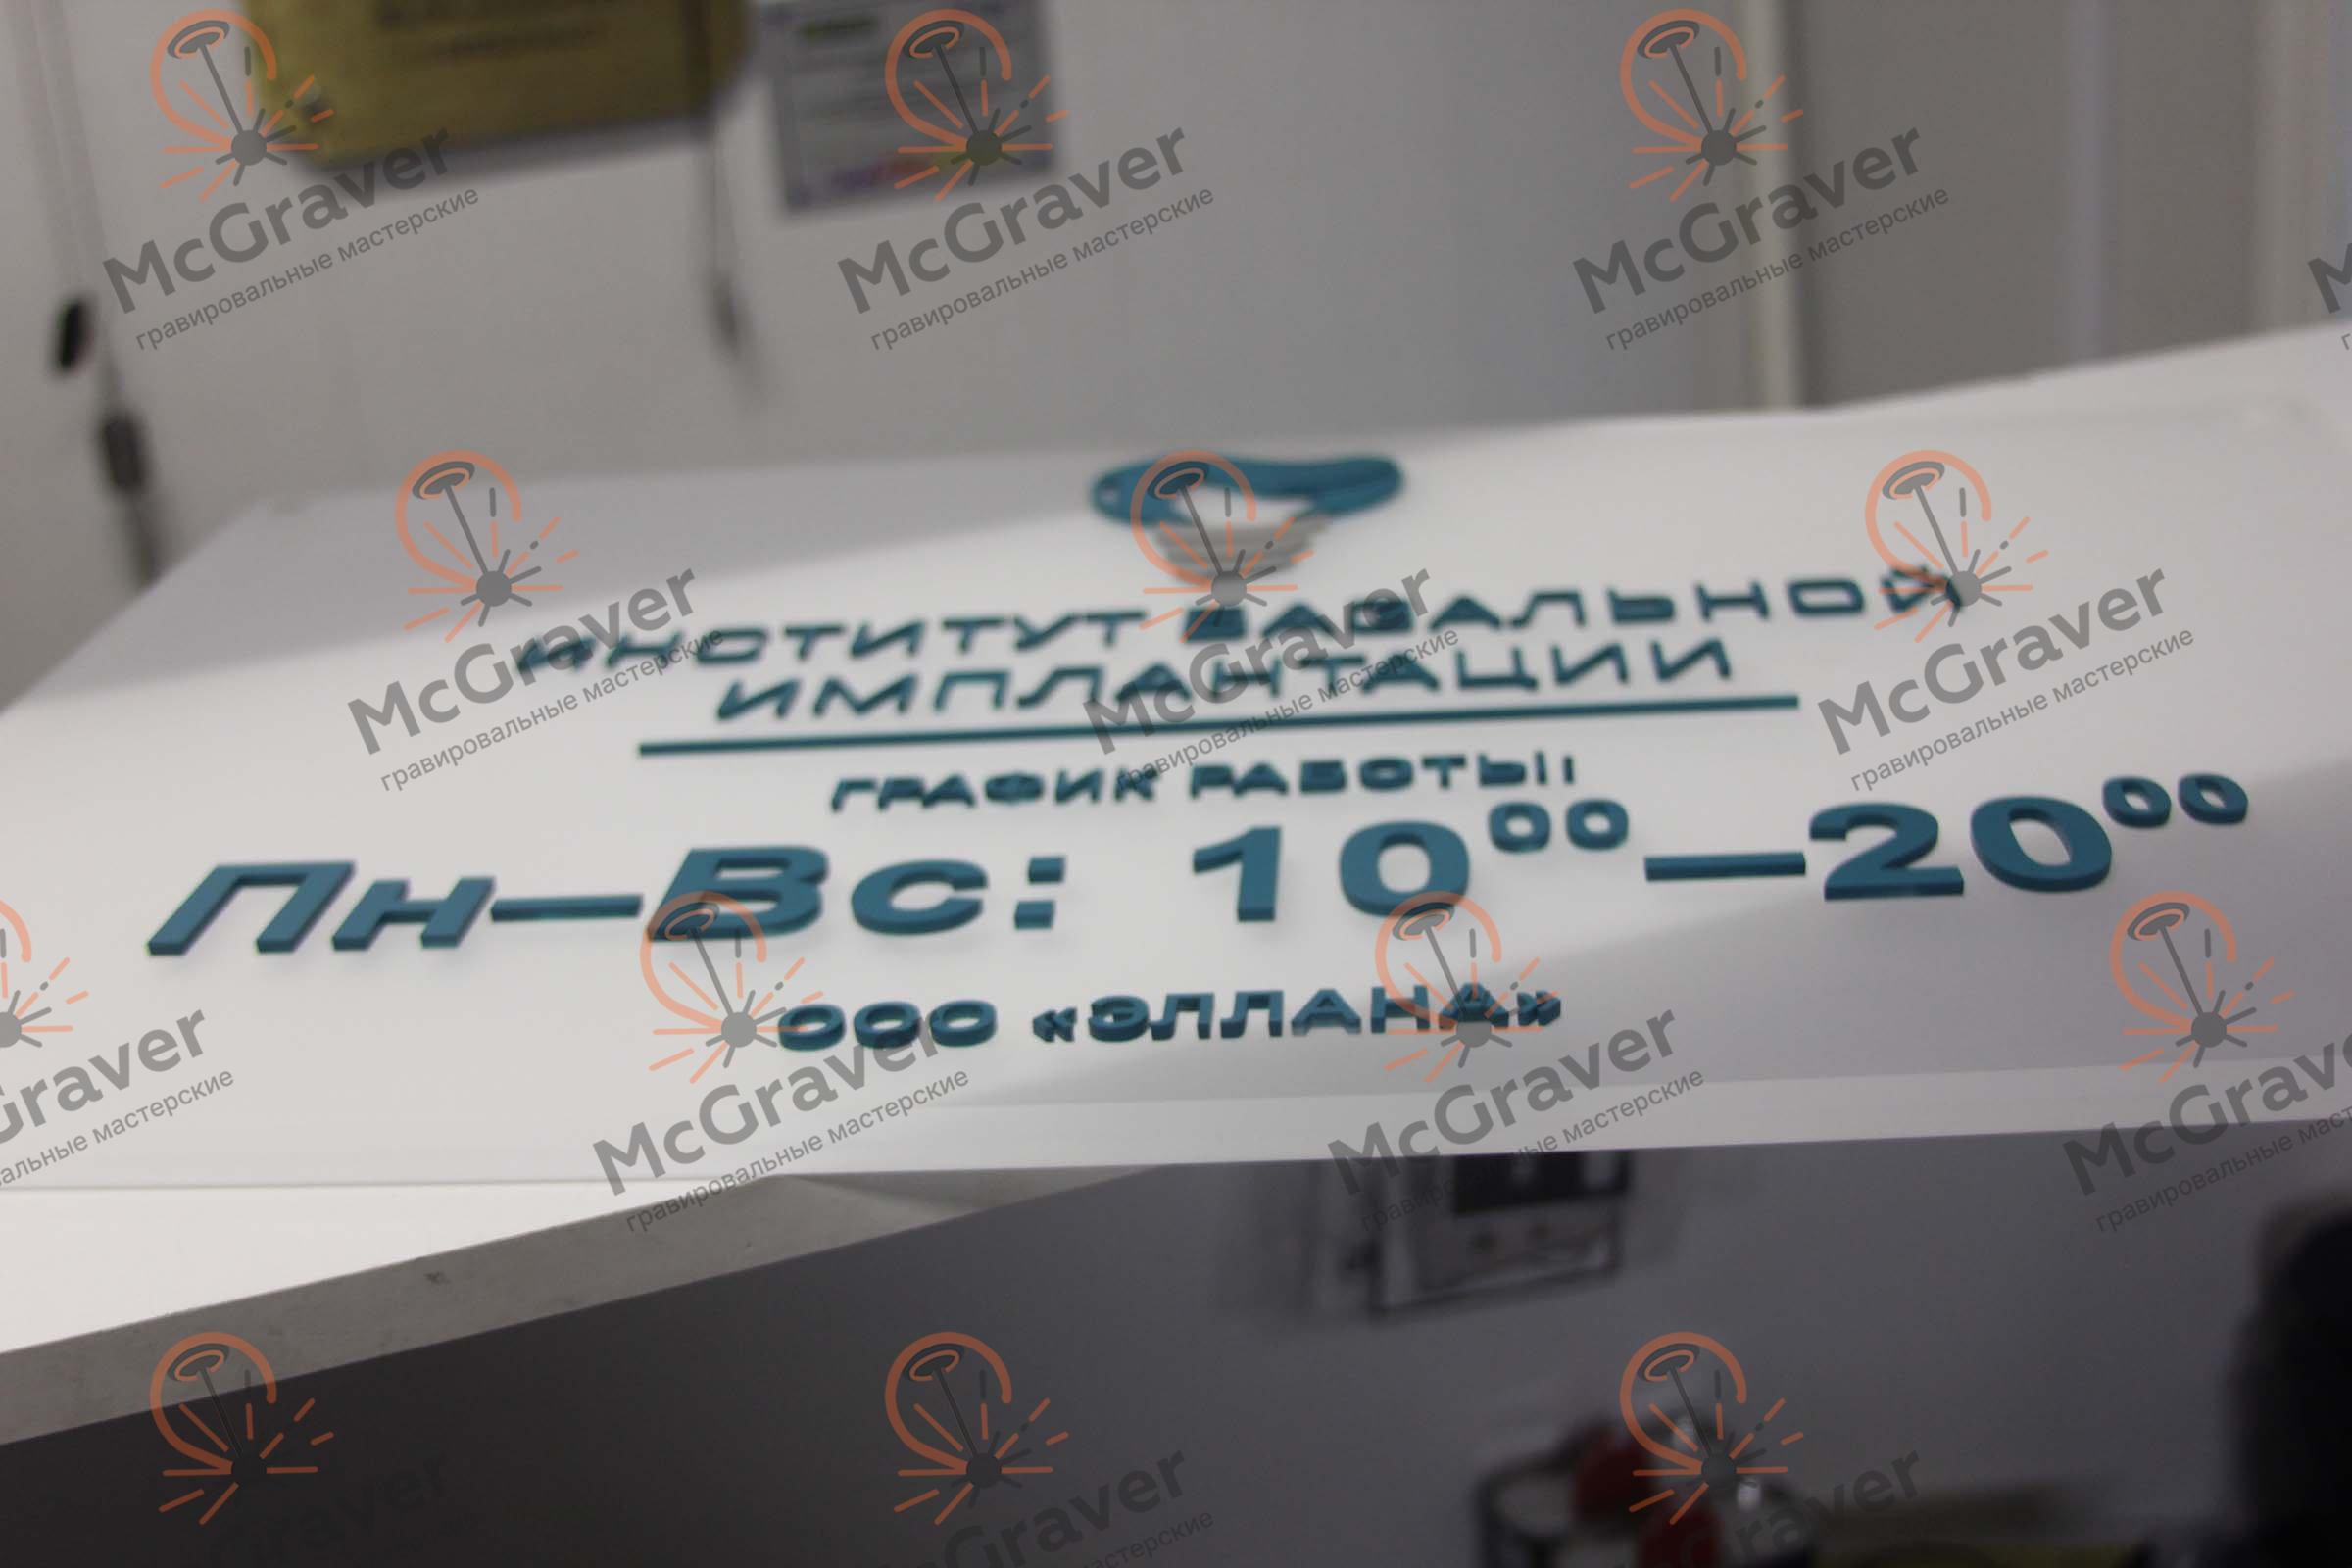 ИНСТИТУТ БАЗАЛЬНОЙ
ИМПЛАНТАЦИИ
ГРАФИК РАБОТЫ:
Пн—Вс: 10⁰⁰—20⁰⁰
ООО «ЭЛЛАНА»
McGraver
гравировальные мастерские